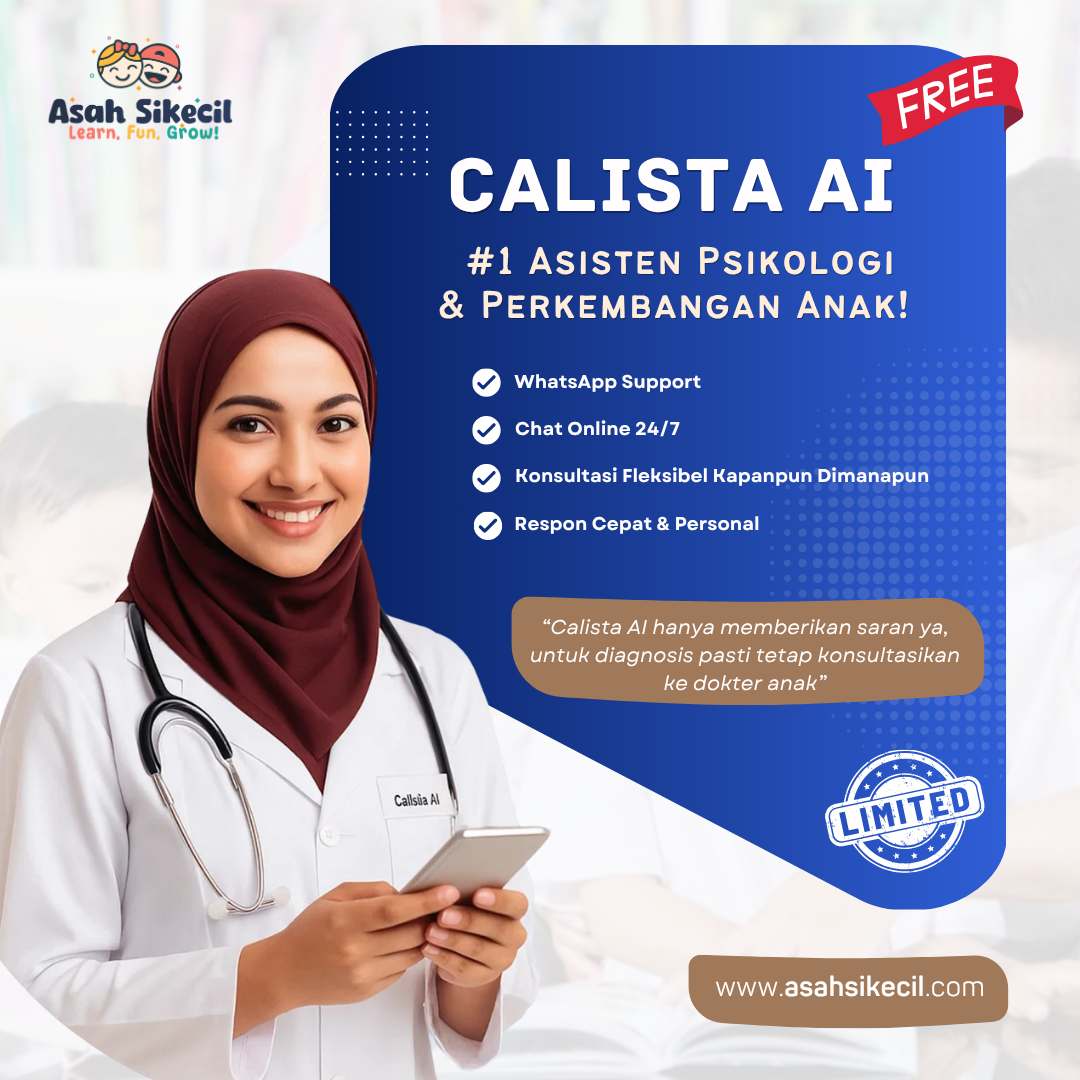 Asah Sikecil
Learn, Fun, Grow!
FREE
CALISTA AI
#1 Asisten Psikologi
& Perkembangan Anak!
WhatsApp Support
Chat Online 24/7
Konsultasi Fleksibel Kapanpun Dimanapun
Respon Cepat & Personal
“Calista AI hanya memberikan saran ya,
untuk diagnosis pasti tetap konsultasikan
ke dokter anak”
AI
LIMITED
www.asahsikecil.com